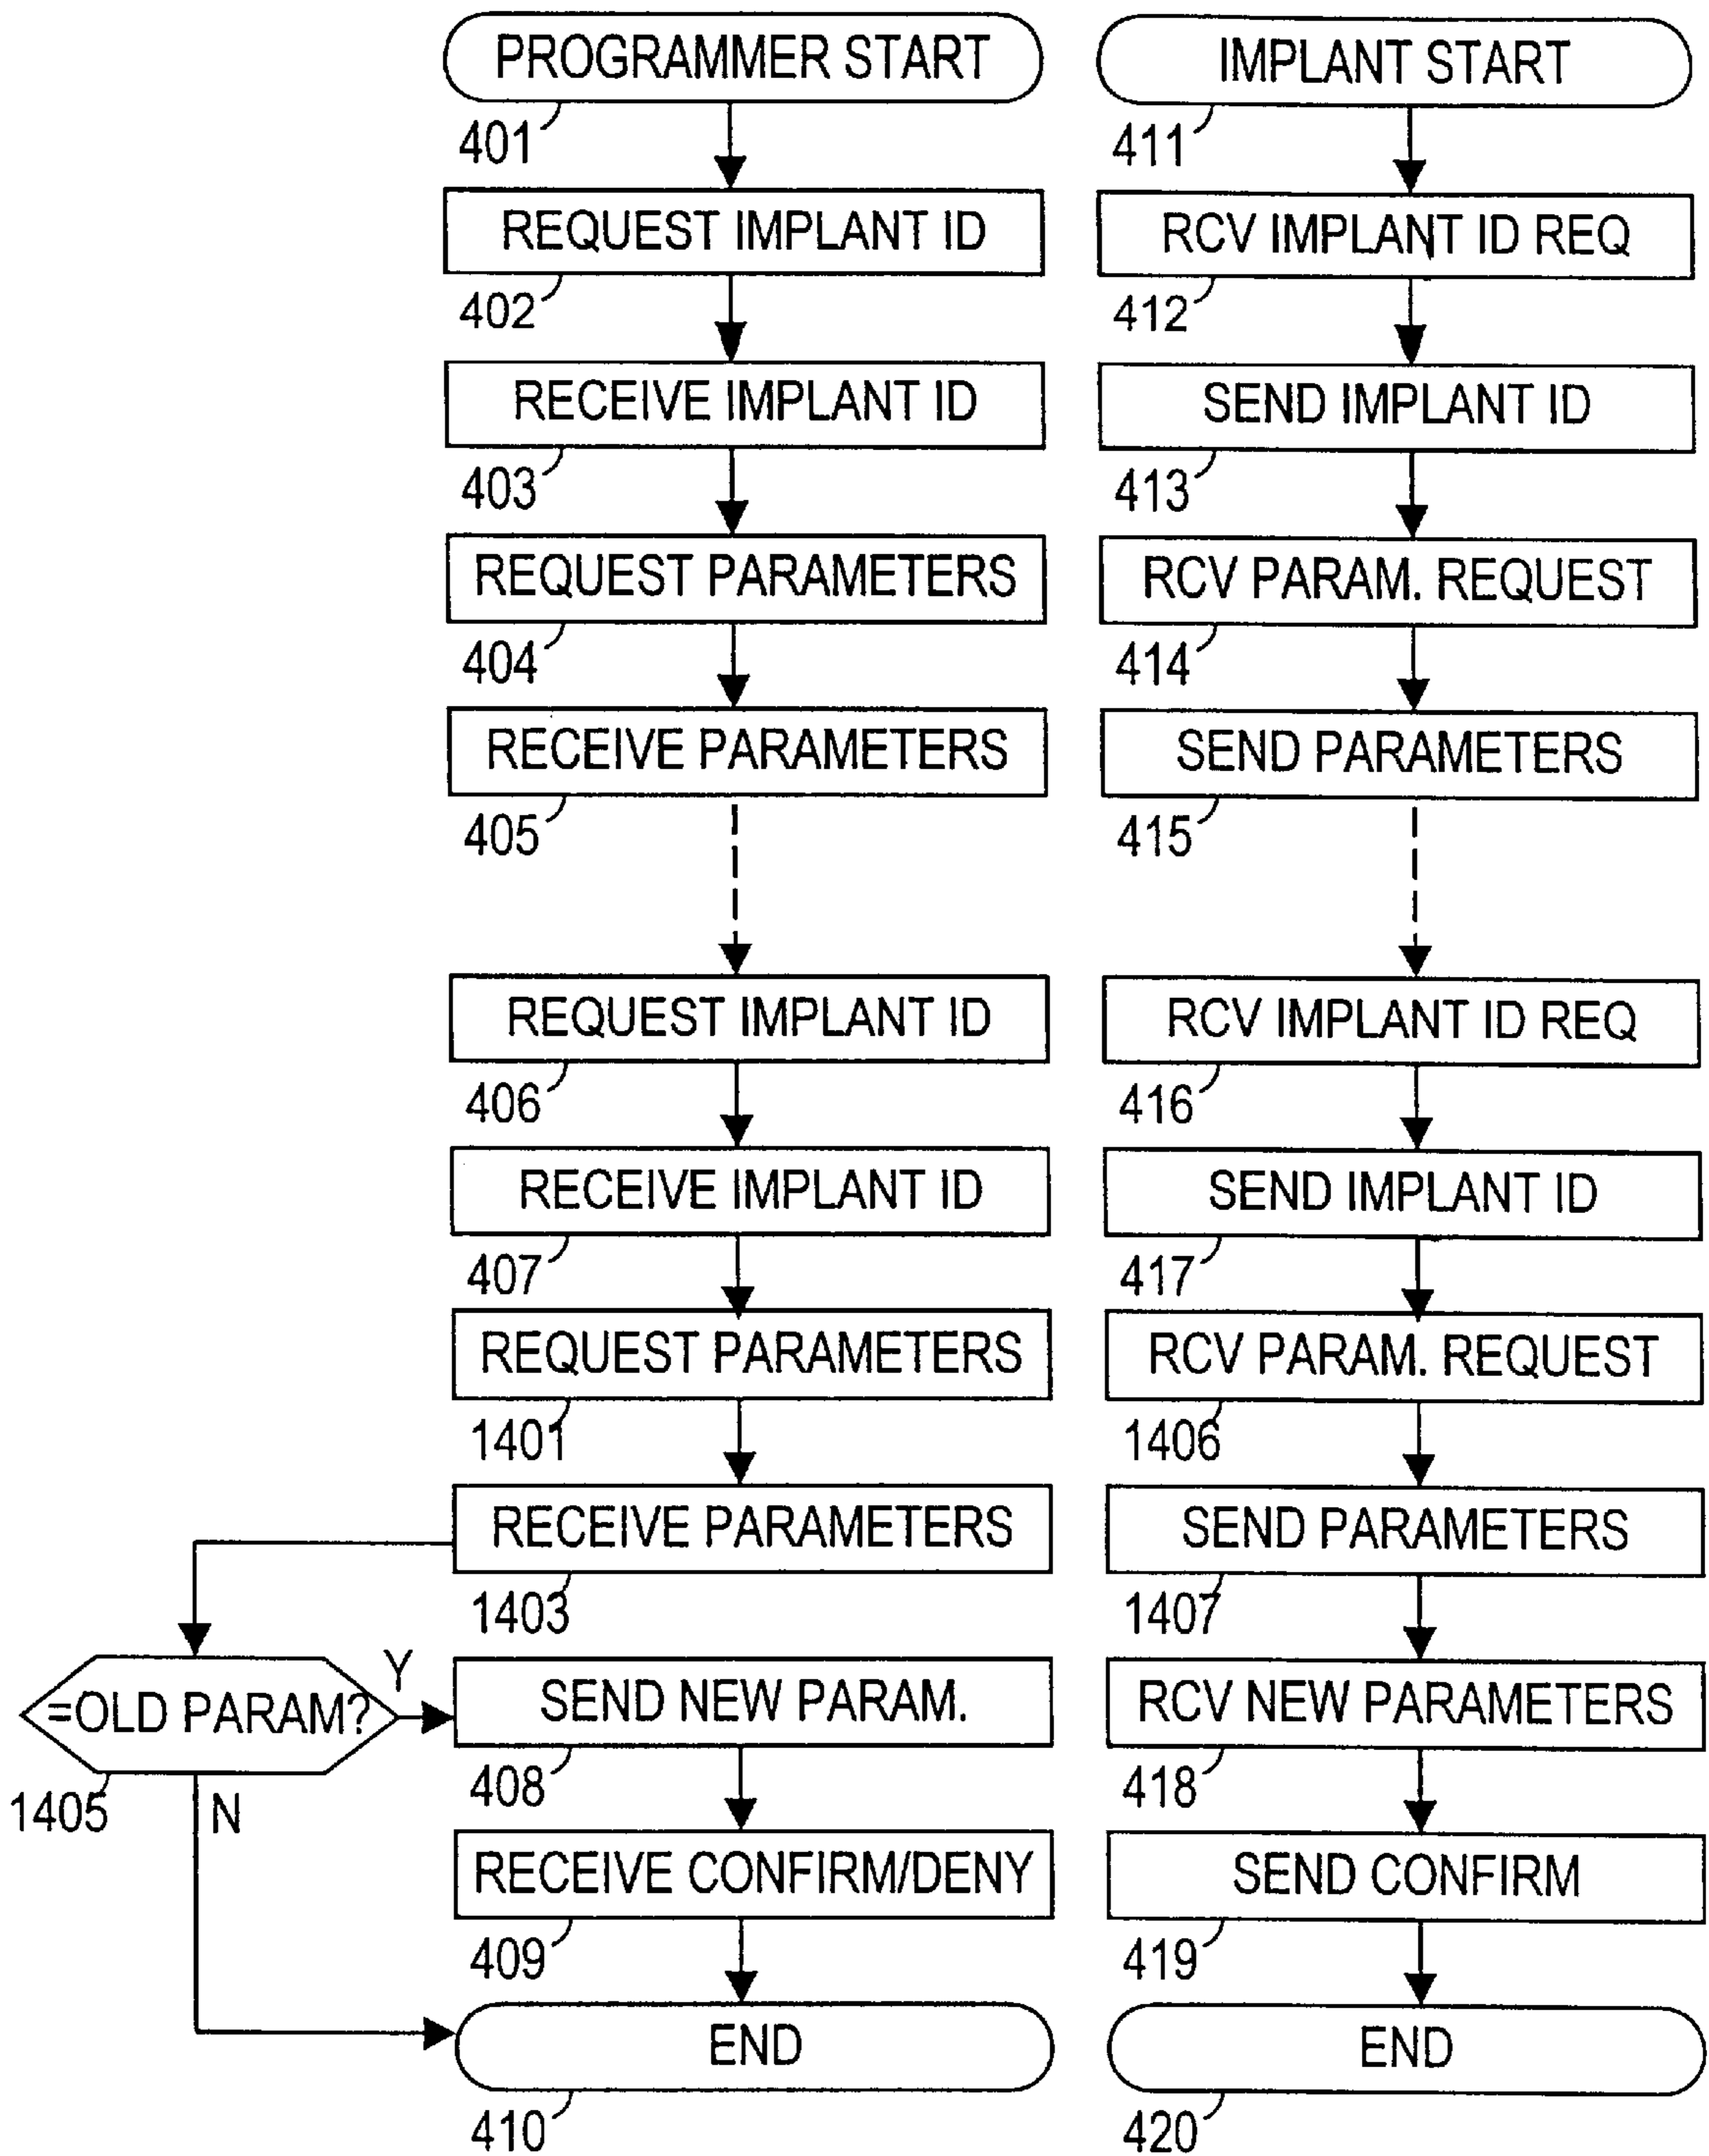 PROGRAMMER START
401
REQUEST IMPLANT ID
402
RECEIVE IMPLANT ID
403
REQUEST PARAMETERS
404
RECEIVE PARAMETERS
405
REQUEST IMPLANT ID
406
RECEIVE IMPLANT ID
407
REQUEST PARAMETERS
1401
RECEIVE PARAMETERS
1403
=OLD PARAM?
1405
Y
N
SEND NEW PARAM.
408
RECEIVE CONFIRM/DENY
409
END
410
IMPLANT START
411
RCV IMPLANT ID REQ
412
SEND IMPLANT ID
413
RCV PARAM. REQUEST
414
SEND PARAMETERS
415
RCV IMPLANT ID REQ
416
SEND IMPLANT ID
417
RCV PARAM. REQUEST
1406
SEND PARAMETERS
1407
RCV NEW PARAMETERS
418
SEND CONFIRM
419
END
420